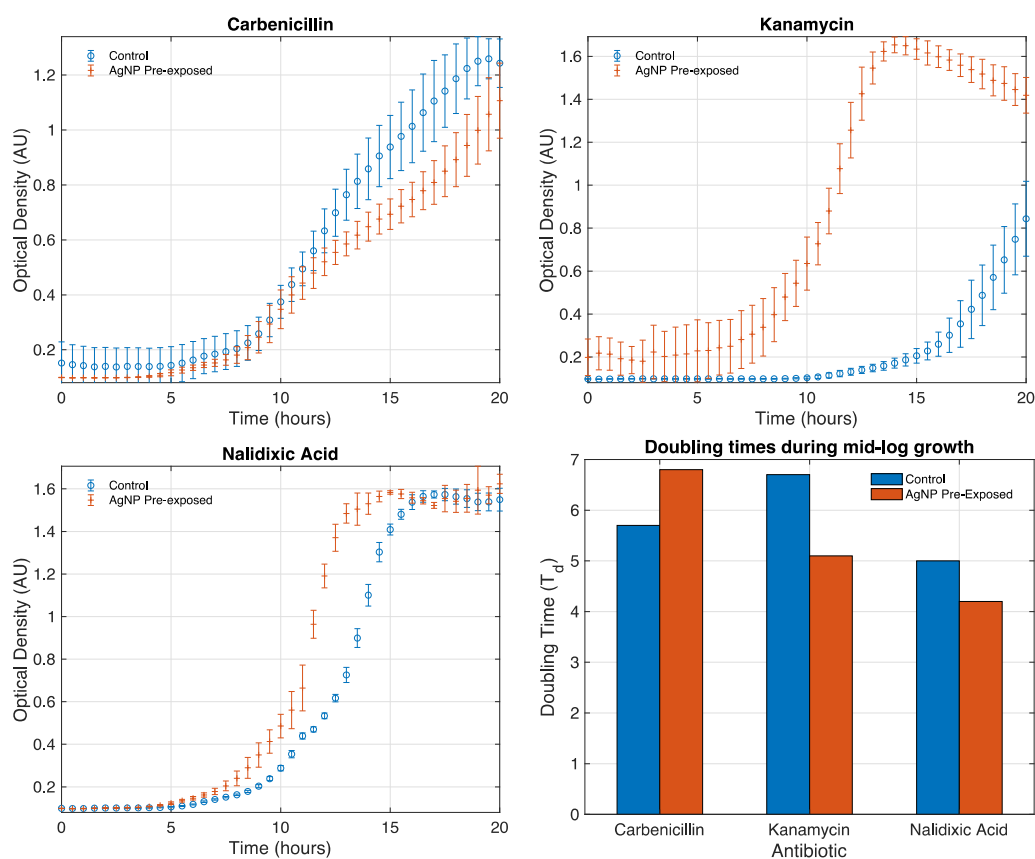 Carbenicillin
Control
AgNP Pre-exposed
Optical Density (AU)
1.2
1
0.8
0.6
0.4
0.2
0 5 10 15 20
Time (hours)
Kanamycin
Control
AgNP Pre-exposed
Optical Density (AU)
1.6
1.4
1.2
1
0.8
0.6
0.4
0.2
0 5 10 15 20
Time (hours)
Nalidixic Acid
Control
AgNP Pre-exposed
Optical Density (AU)
1.6
1.4
1.2
1
0.8
0.6
0.4
0.2
0 5 10 15 20
Time (hours)
Doubling times during mid-log growth
Control
AgNP Pre-Exposed
Doubling Time (T_d)
7
6
5
4
3
2
1
0
Carbenicillin Kanamycin Nalidixic Acid
Antibiotic